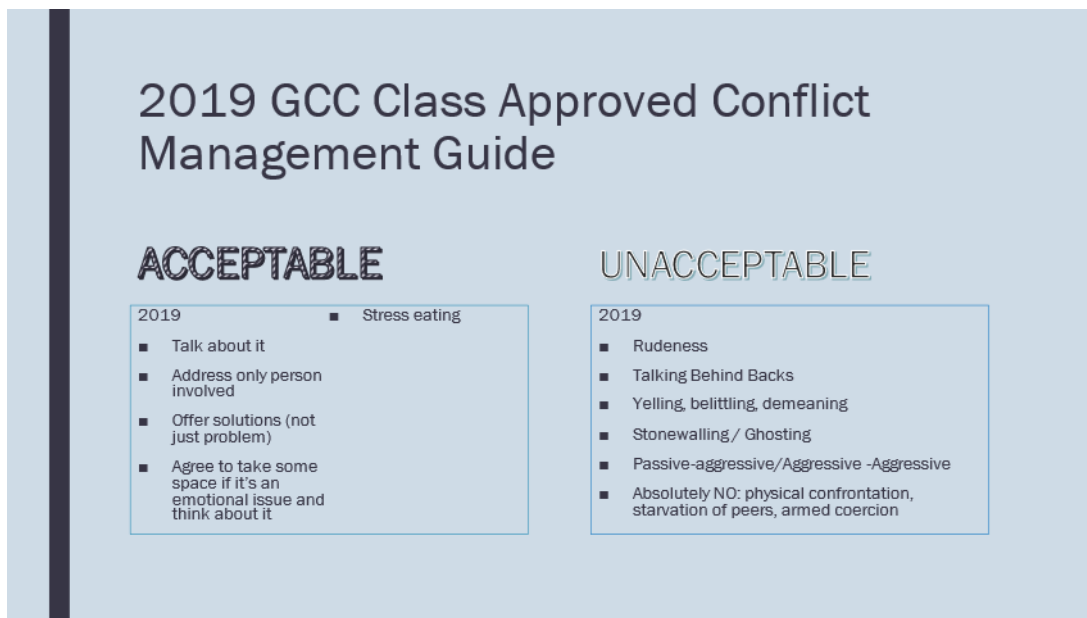 2019 GCC Class Approved Conflict
Management Guide
ACCEPTABLE
2019
■ Talk about it
■ Address only person
involved
■ Offer solutions (not
just problem)
■ Agree to take some
space if it's an
emotional issue and
think about it
■ Stress eating
UNACCEPTABLE
2019
■ Rudeness
■ Talking Behind Backs
■ Yelling, belittling, demeaning
■ Stonewalling / Ghosting
■ Passive-aggressive/Aggressive -Aggressive
■ Absolutely NO: physical confrontation,
starvation of peers, armed coercion